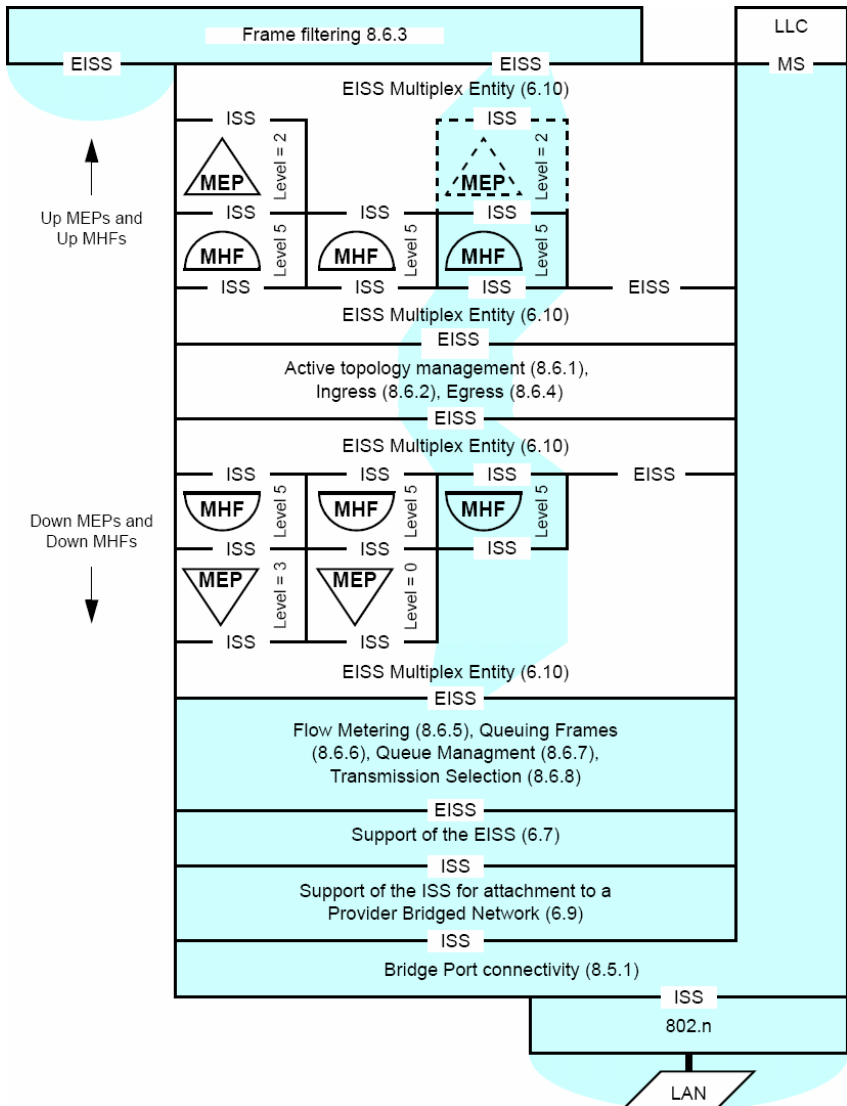 Frame filtering 8.6.3
LLC
EISS
EISS
MS
EISS Multiplex Entity (6.10)
ISS
ISS
MEP
Level = 2
MEP
Level = 2
Up MEPs and
Up MHFs
ISS
ISS
ISS
MHF
Level 5
MHF
Level 5
MHF
Level 5
ISS
ISS
ISS
EISS
EISS Multiplex Entity (6.10)
EISS
Active topology management (8.6.1),
Ingress (8.6.2), Egress (8.6.4)
EISS
EISS Multiplex Entity (6.10)
ISS
ISS
ISS
EISS
MHF
Level 5
MHF
Level 5
MHF
Level 5
Down MEPs and
Down MHFs
ISS
ISS
ISS
MEP
Level = 3
MEP
Level = 0
ISS
ISS
EISS Multiplex Entity (6.10)
EISS
Flow Metering (8.6.5), Queuing Frames
(8.6.6), Queue Managment (8.6.7),
Transmission Selection (8.6.8)
EISS
Support of the EISS (6.7)
ISS
Support of the ISS for attachment to a
Provider Bridged Network (6.9)
ISS
Bridge Port connectivity (8.5.1)
ISS
802.n
LAN